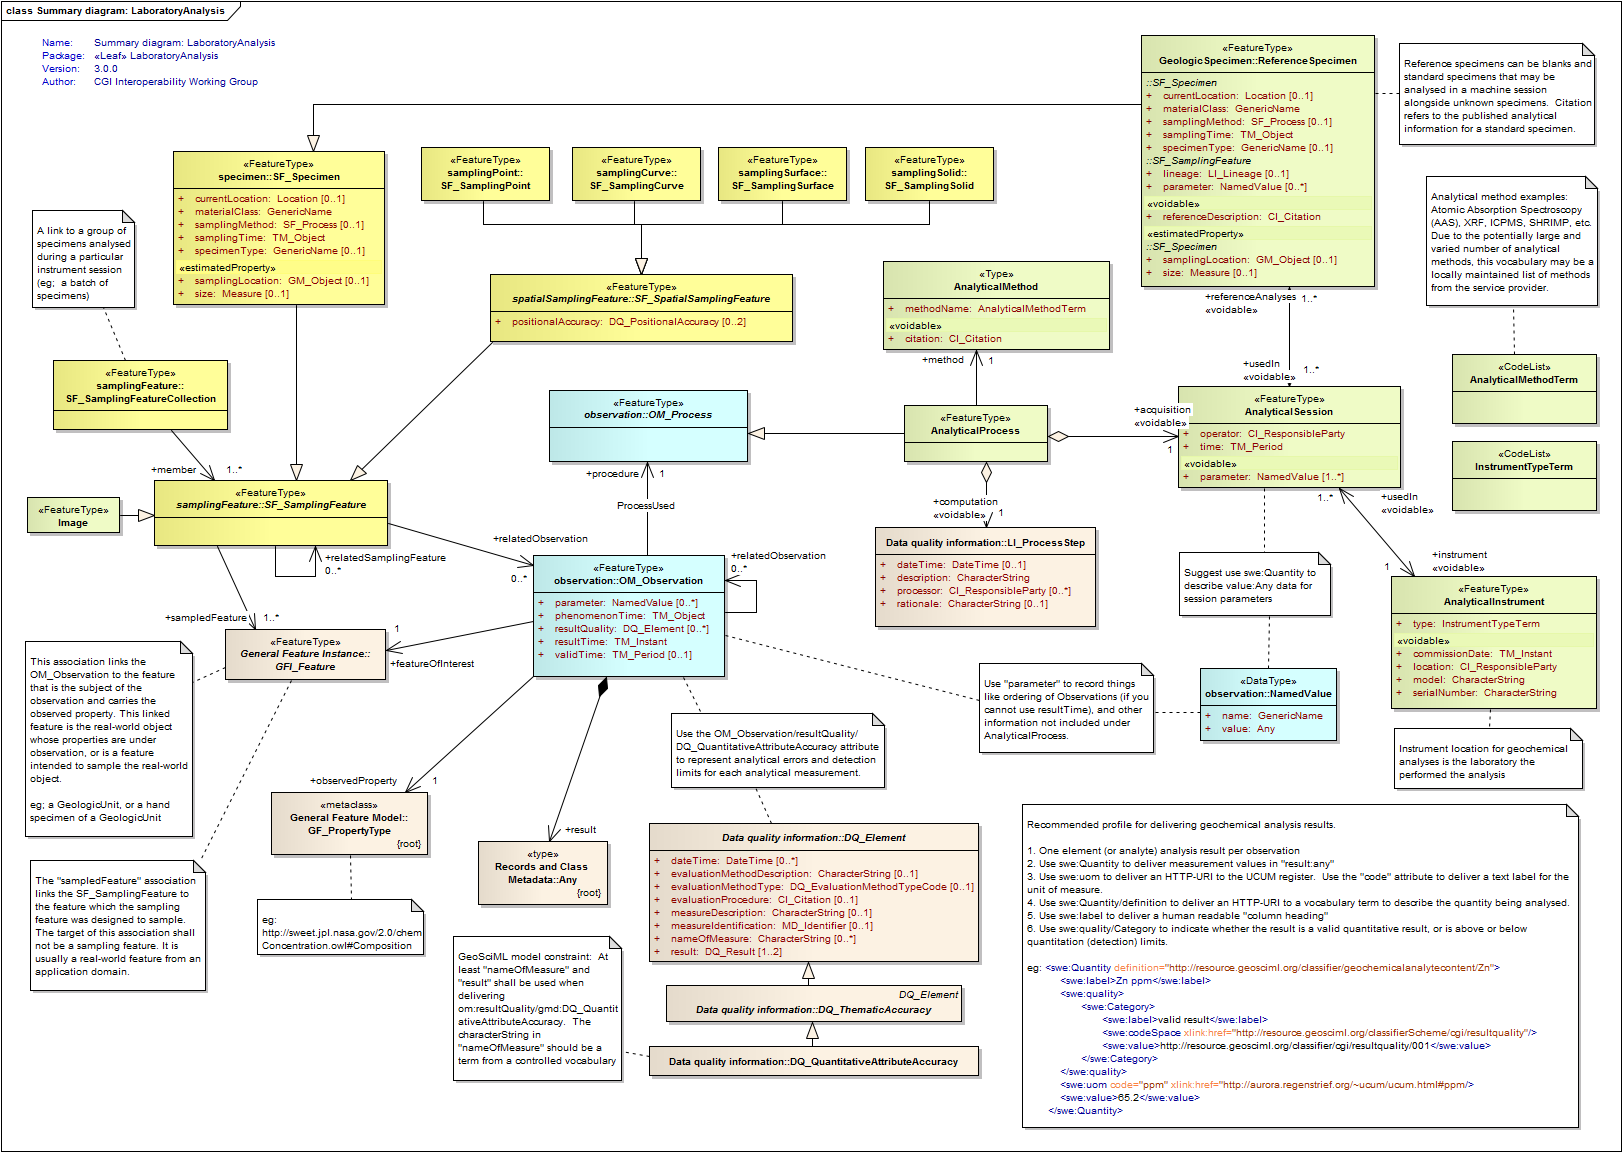 class Summary diagram: LaboratoryAnalysis
Name: Summary diagram: LaboratoryAnalysis
Package: «Leaf» LaboratoryAnalysis
Version: 3.0.0
Author: CGI Interoperability Working Group
«FeatureType»
GeologicSpecimen::ReferenceSpecimen
::SF_Specimen
+ currentLocation: Location [0..1]
+ materialClass: GenericName
+ samplingMethod: SF_Process [0..1]
+ samplingTime: TM_Object
+ specimenType: GenericName [0..1]
::SF_SamplingFeature
+ lineage: LI_Lineage [0..1]
+ parameter: NamedValue [0..*]
«voidable»
+ referenceDescription: CI_Citation
«estimatedProperty»
::SF_Specimen
+ samplingLocation: GM_Object [0..1]
+ size: Measure [0..1]
Reference specimens can be blanks and
standard specimens that may be
analysed in a machine session
alongside unknown specimens. Citation
refers to the published analytical
information for a standard specimen.
«FeatureType»
specimen::SF_Specimen
+ currentLocation: Location [0..1]
+ materialClass: GenericName
+ samplingMethod: SF_Process [0..1]
+ samplingTime: TM_Object
+ specimenType: GenericName [0..1]
«estimatedProperty»
+ samplingLocation: GM_Object [0..1]
+ size: Measure [0..1]
«FeatureType»
samplingPoint::
SF_SamplingPoint
«FeatureType»
samplingCurve::
SF_SamplingCurve
«FeatureType»
samplingSurface::
SF_SamplingSurface
«FeatureType»
samplingSolid::
SF_SamplingSolid
Analytical method examples:
Atomic Absorption Spectroscopy
(AAS), XRF, ICPMS, SHRIMP, etc.
Due to the potentially large and
varied number of analytical
methods, this vocabulary may be a
locally maintained list of methods
from the service provider.
A link to a group of
specimens analysed
during a particular
instrument session
(eg; a batch of
specimens)
«FeatureType»
spatialSamplingFeature::SF_SpatialSamplingFeature
+ positionalAccuracy: DQ_PositionalAccuracy [0..2]
«Type»
AnalyticalMethod
+ methodName: AnalyticalMethodTerm
«voidable»
+ citation: CI_Citation
+referenceAnalyses 1..*
«voidable»
+usedIn
«voidable» 1..*
+method 1
«FeatureType»
samplingFeature::
SF_SamplingFeatureCollection
«CodeList»
AnalyticalMethodTerm
«FeatureType»
observation::OM_Process
«FeatureType»
AnalyticalProcess
+acquisition
«voidable»
1
«FeatureType»
AnalyticalSession
+ operator: CI_ResponsibleParty
+ time: TM_Period
«voidable»
+ parameter: NamedValue [1..*]
«CodeList»
InstrumentTypeTerm
+member 1..*
+procedure 1
ProcessUsed
«FeatureType»
samplingFeature::SF_SamplingFeature
«FeatureType»
Image
+computation
«voidable» 1
1..* +usedIn
«voidable»
+relatedObservation
0..*
+relatedSamplingFeature
0..*
«FeatureType»
observation::OM_Observation
+ parameter: NamedValue [0..*]
+ phenomenonTime: TM_Object
+ resultQuality: DQ_Element [0..*]
+ resultTime: TM_Instant
+ validTime: TM_Period [0..1]
+relatedObservation
0..*
Data quality information::LI_ProcessStep
+ dateTime: DateTime [0..1]
+ description: CharacterString
+ processor: CI_ResponsibleParty [0..*]
+ rationale: CharacterString [0..1]
Suggest use swe:Quantity to
describe value:Any data for
session parameters
+instrument
«voidable»
1
«FeatureType»
AnalyticalInstrument
+ type: InstrumentTypeTerm
«voidable»
+ commissionDate: TM_Instant
+ location: CI_ResponsibleParty
+ model: CharacterString
+ serialNumber: CharacterString
+sampledFeature 1..*
«FeatureType»
General Feature Instance::
GFI_Feature
1
+featureOfInterest
This association links the
OM_Observation to the feature
that is the subject of the
observation and carries the
observed property. This linked
feature is the real-world object
whose properties are under
observation, or is a feature
intended to sample the real-world
object.
eg; a GeologicUnit, or a hand
specimen of a GeologicUnit
Use "parameter" to record things
like ordering of Observations (if you
cannot use resultTime), and other
information not included under
AnalyticalProcess.
«DataType»
observation::NamedValue
+ name: GenericName
+ value: Any
Use the OM_Observation/resultQuality/
DQ_QuantitativeAttributeAccuracy attribute
to represent analytical errors and detection
limits for each analytical measurement.
Instrument location for geochemical
analyses is the laboratory the
performed the analysis
+observedProperty 1
«metaclass»
General Feature Model::
GF_PropertyType
{root}
+result
«type»
Records and Class
Metadata::Any
{root}
Data quality information::DQ_Element
+ dateTime: DateTime [0..*]
+ evaluationMethodDescription: CharacterString [0..1]
+ evaluationMethodType: DQ_EvaluationMethodTypeCode [0..1]
+ evaluationProcedure: CI_Citation [0..1]
+ measureDescription: CharacterString [0..1]
+ measureIdentification: MD_Identifier [0..1]
+ nameOfMeasure: CharacterString [0..*]
+ result: DQ_Result [1..2]
The "sampledFeature" association
links the SF_SamplingFeature to
the feature which the sampling
feature was designed to sample.
The target of this association shall
not be a sampling feature. It is
usually a real-world feature from an
application domain.
eg:
http://sweet.jpl.nasa.gov/2.0/chem
Concentration.owl#Composition
GeoSciML model constraint: At
least "nameOfMeasure" and
"result" shall be used when
delivering
om:resultQuality/gmd:DQ_Quantit
ativeAttributeAccuracy. The
characterString in
"nameOfMeasure" should be a
term from a controlled vocabulary
DQ_Element
Data quality information::DQ_ThematicAccuracy
Data quality information::DQ_QuantitativeAttributeAccuracy
Recommended profile for delivering geochemical analysis results.
1. One element (or analyte) analysis result per observation
2. Use swe:Quantity to deliver measurement values in "result:any"
3. Use swe:uom to deliver an HTTP-URI to the UCUM register. Use the "code" attribute to deliver a text label for the
unit of measure.
4. Use swe:Quantity/definition to deliver an HTTP-URI to a vocabulary term to describe the quantity being analysed.
5. Use swe:label to deliver a human readable "column heading"
6. Use swe:quality/Category to indicate whether the result is a valid quantitative result, or is above or below
quantitation (detection) limits.
eg: <swe:Quantity definition="http://resource.geosciml.org/classifier/geochemicalanalytecontent/Zn">
<swe:label>Zn ppm</swe:label>
<swe:quality>
<swe:Category>
<swe:label>valid result</swe:label>
<swe:codeSpace xlink:href="http://resource.geosciml.org/classifierScheme/cgi/resultquality"/>
<swe:value>http://resource.geosciml.org/classifier/cgi/resultquality/001</swe:value>
</swe:Category>
</swe:quality>
<swe:uom code="ppm" xlink:href="http://aurora.regenstrief.org/~ucum/ucum.html#ppm/>
<swe:value>65.2</swe:value>
</swe:Quantity>